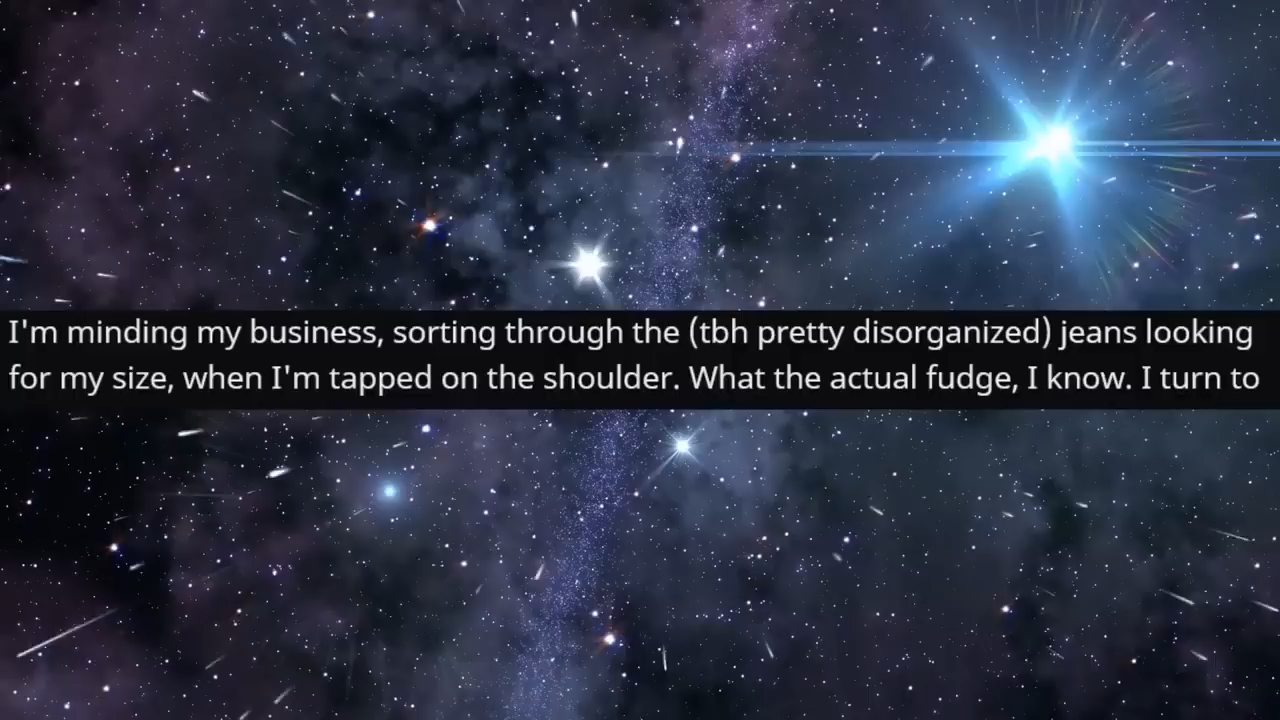 I'm minding my business, sorting through the (tbh pretty disorganized) jeans looking
for my size, when I'm tapped on the shoulder. What the actual fudge, I know. I turn to